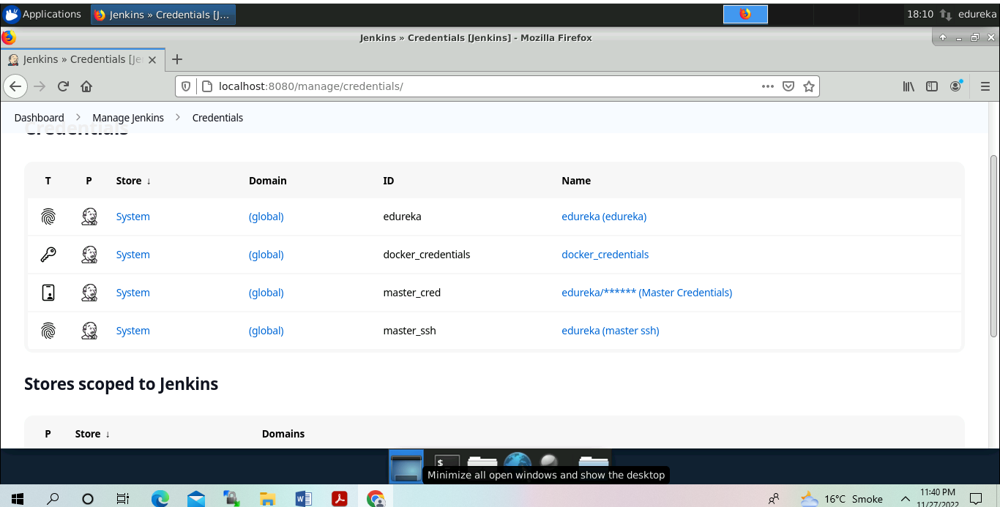 Applications Jenkins » Credentials [J... 18:10 edureka
Jenkins » Credentials [Jenkins] - Mozilla Firefox
Jenkins » Credentials [Je
localhost:8080/manage/credentials/
Dashboard Manage Jenkins Credentials
Credentials
T P Store ↓ Domain ID Name
System (global) edureka edureka (edureka)
System (global) docker_credentials docker_credentials
System (global) master_cred edureka/****** (Master Credentials)
System (global) master_ssh edureka (master ssh)
Stores scoped to Jenkins
P Store ↓ Domains
Minimize all open windows and show the desktop
16°C Smoke 11:40 PM
11/27/2022